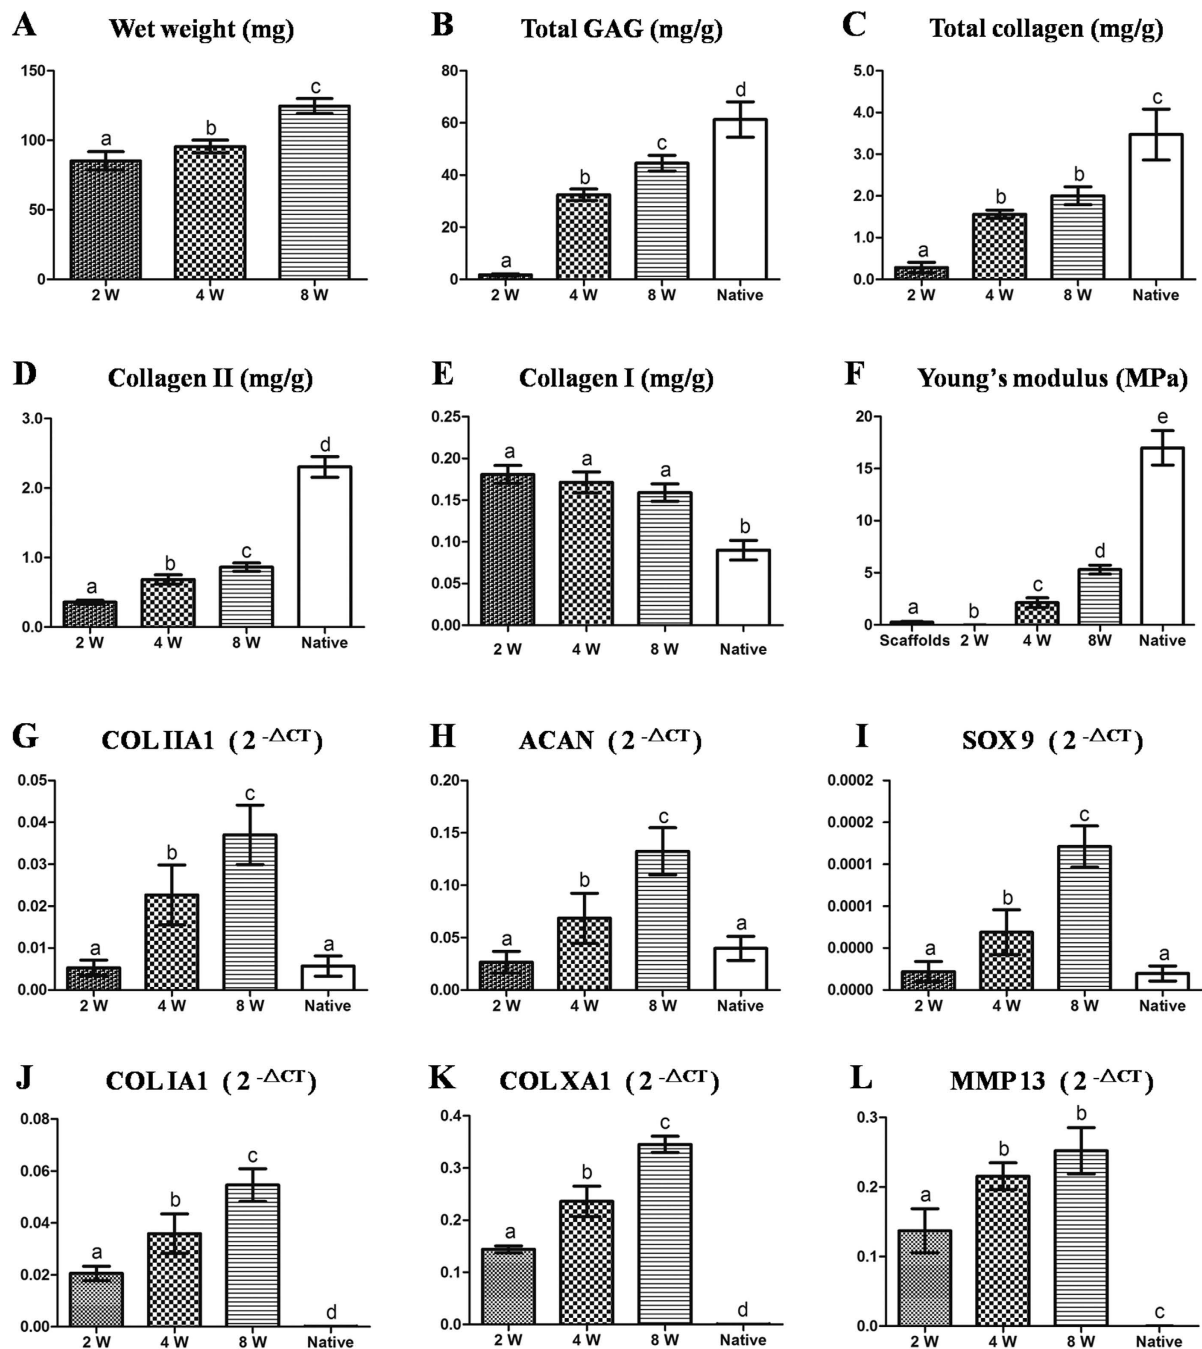 A Wet weight (mg)
150
100
50
0
a
b
c
2 W 4 W 8 W
B Total GAG (mg/g)
80
60
40
20
0
a
b
c
d
2 W 4 W 8 W Native
C Total collagen (mg/g)
5.0
4.0
3.0
2.0
1.0
0.0
a
b
b
c
2 W 4 W 8 W Native
D Collagen II (mg/g)
3.0
2.0
1.0
0.0
a
b
c
d
2 W 4 W 8 W Native
E Collagen I (mg/g)
0.25
0.20
0.15
0.10
0.05
0.00
a
a
a
b
2 W 4 W 8 W Native
F Young's modulus (MPa)
20
15
10
5
0
a
b
c
d
e
Scaffolds 2 W 4 W 8W Native
G COL IIA1 ( 2 -△CT)
0.05
0.04
0.03
0.02
0.01
0.00
a
b
c
a
2 W 4 W 8 W Native
H ACAN ( 2 -△CT)
0.20
0.15
0.10
0.05
0.00
a
b
c
a
2 W 4 W 8 W Native
I SOX 9 ( 2 -△CT)
0.0002
0.0002
0.0001
0.0001
0.0000
0.0000
a
b
c
a
2 W 4 W 8 W Native
J COL IA1 ( 2 -△CT)
0.08
0.06
0.04
0.02
0.00
a
b
c
d
2 W 4 W 8 W Native
K COL XA1 ( 2 -△CT)
0.4
0.3
0.2
0.1
0.0
a
b
c
d
2 W 4 W 8 W Native
L MMP 13 ( 2 -△CT)
0.3
0.2
0.1
0.0
a
b
b
c
2 W 4 W 8 W Native